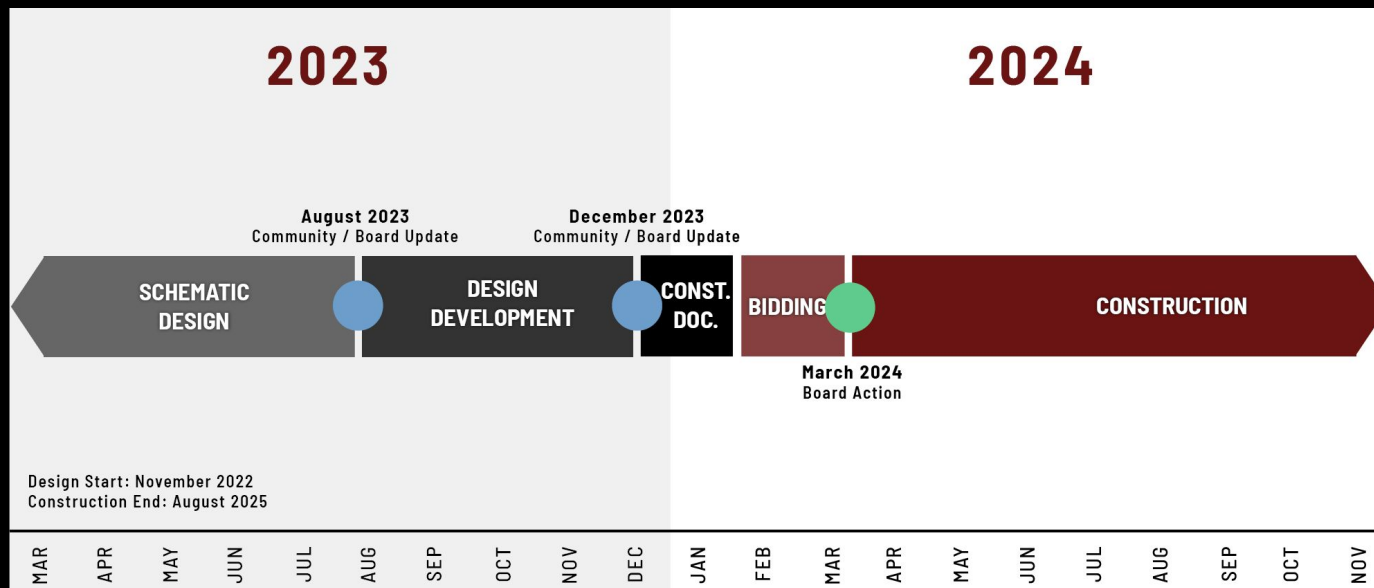 2023
2024
August 2023
Community / Board Update
December 2023
Community / Board Update
SCHEMATIC
DESIGN
DESIGN
DEVELOPMENT
CONST.
DOC.
BIDDING
CONSTRUCTION
March 2024
Board Action
Design Start: November 2022
Construction End: August 2025
MAR
APR
MAY
JUN
JUL
AUG
SEP
OCT
NOV
DEC
JAN
FEB
MAR
APR
MAY
JUN
JUL
AUG
SEP
OCT
NOV